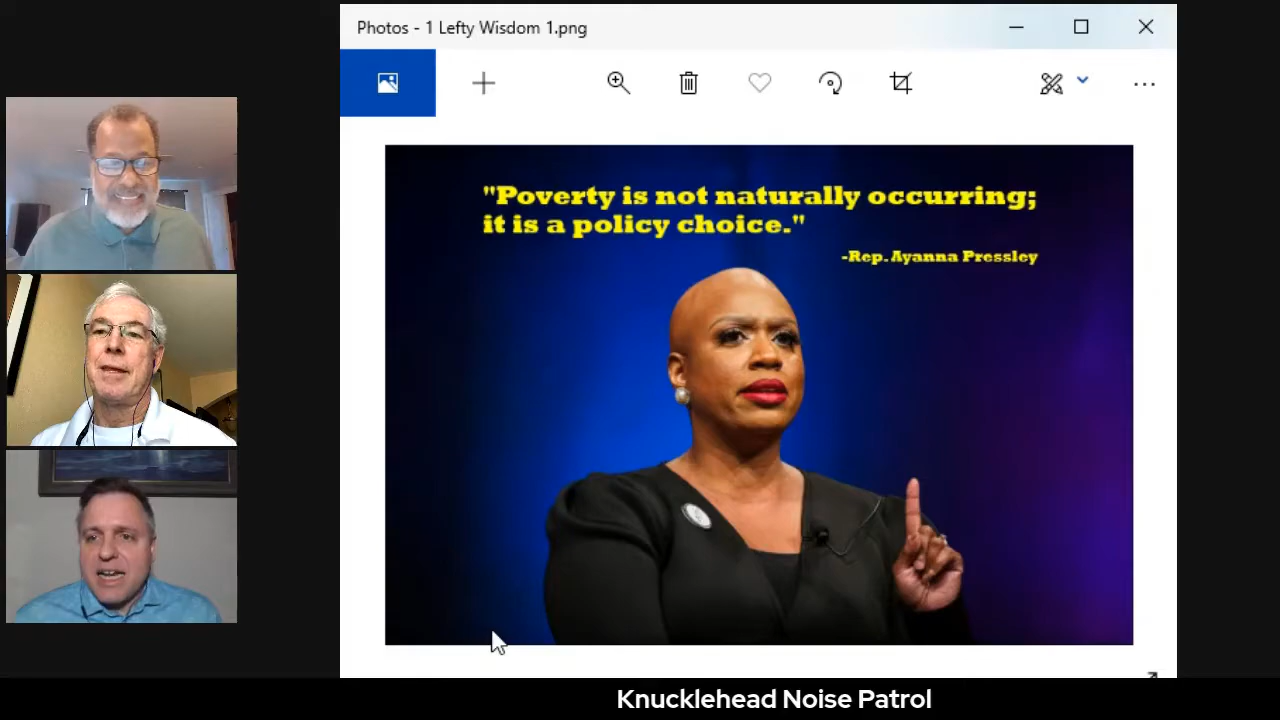 Photos - 1 Lefty Wisdom 1.png
"Poverty is not naturally occurring;
it is a policy choice."
-Rep. Ayanna Pressley
Knucklehead Noise Patrol